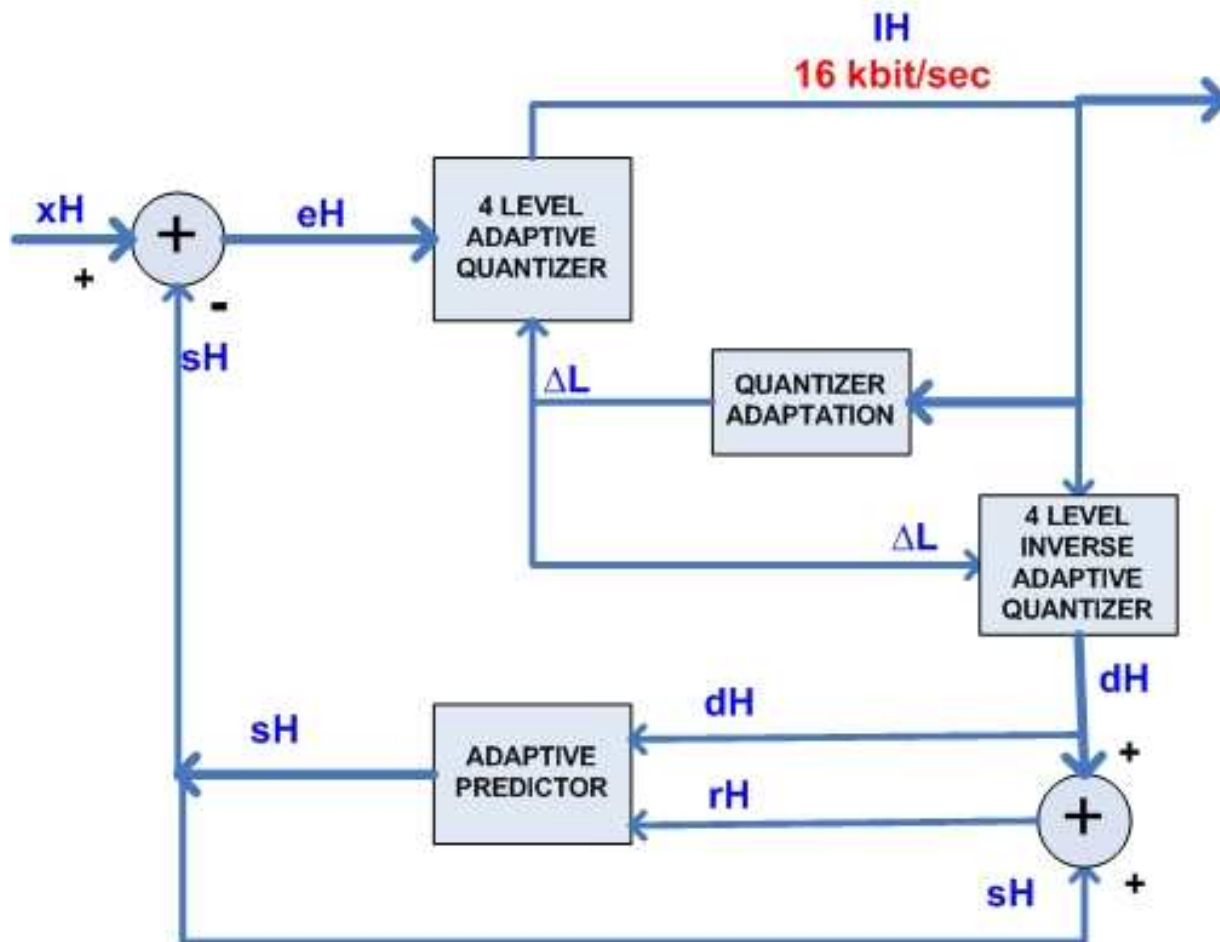 IH
16 kbit/sec
xH
+
+
-
eH
4 LEVEL
ADAPTIVE
QUANTIZER
sH
ΔL
QUANTIZER
ADAPTATION
ΔL
4 LEVEL
INVERSE
ADAPTIVE
QUANTIZER
dH
dH
sH
ADAPTIVE
PREDICTOR
rH
+
+
sH
+